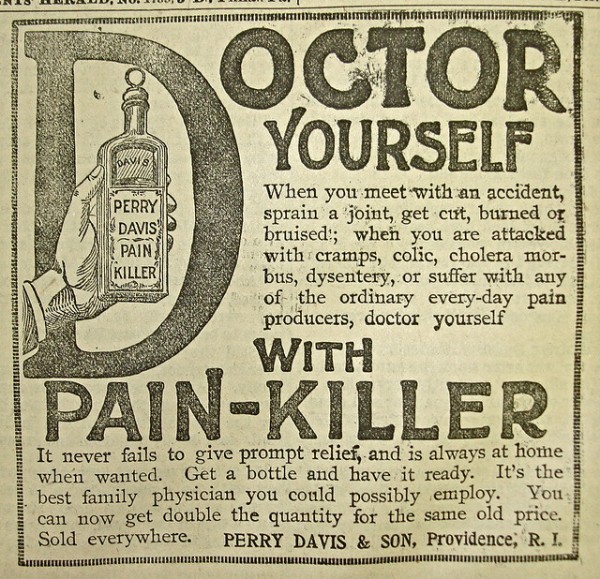 DOCTOR
YOURSELF
DAVIS
PERRY
DAVIS
PAIN
KILLER
When you meet with an accident,
sprain a joint, get cut, burned or
bruised; when you are attacked
with cramps, colic, cholera mor-
bus, dysentery, or suffer with any
of the ordinary every-day pain
producers, doctor yourself
WITH
PAIN-KILLER
It never fails to give prompt relief, and is always at home
when wanted. Get a bottle and have it ready. It's the
best family physician you could possibly employ. You
can now get double the quantity for the same old price.
Sold everywhere. PERRY DAVIS & SON, Providence, R. I.